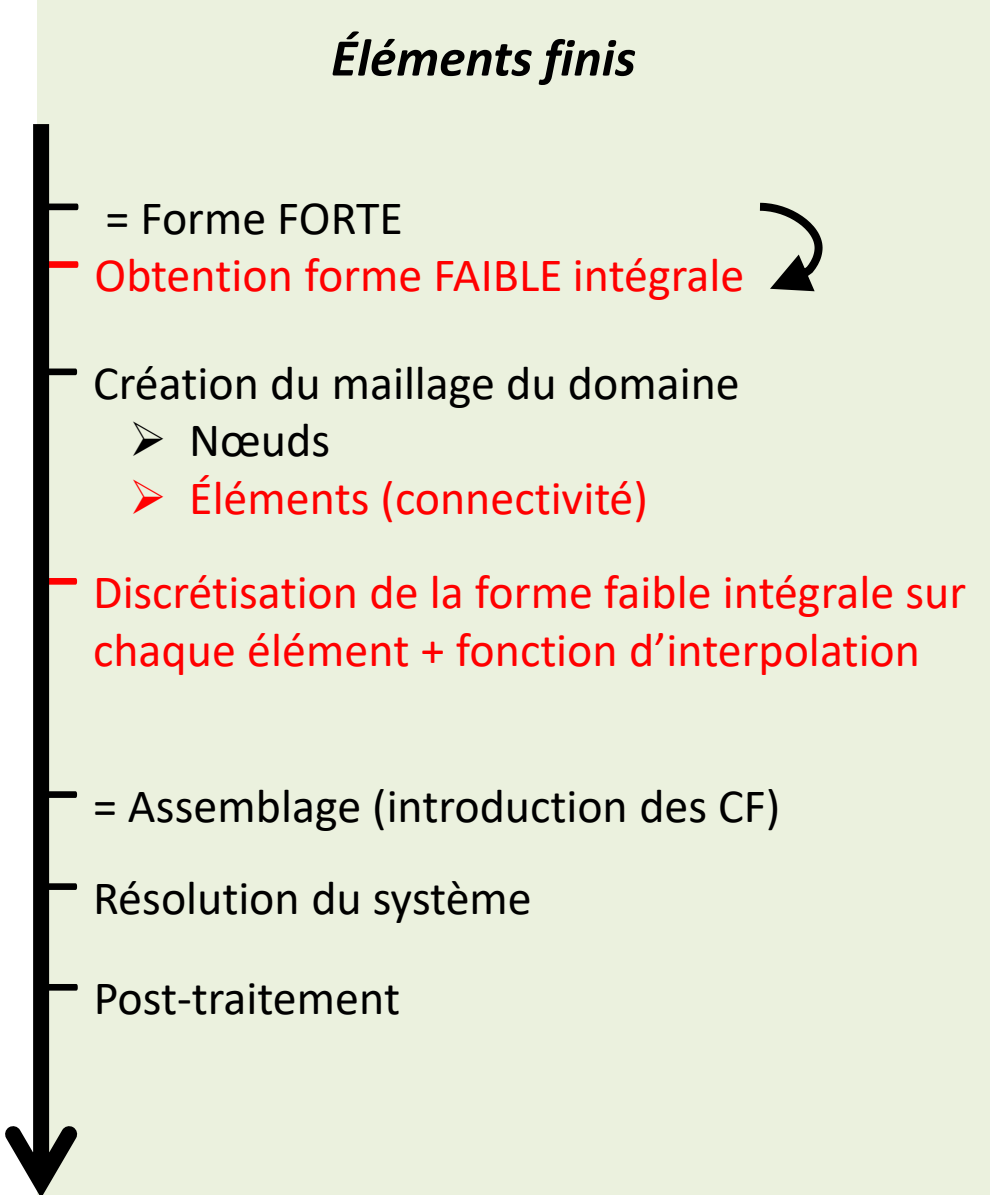 Éléments finis
= Forme FORTE
Obtention forme FAIBLE intégrale
Création du maillage du domaine
➢ Nœuds
➢ Éléments (connectivité)
Discrétisation de la forme faible intégrale sur
chaque élément + fonction d’interpolation
= Assemblage (introduction des CF)
Résolution du système
Post-traitement